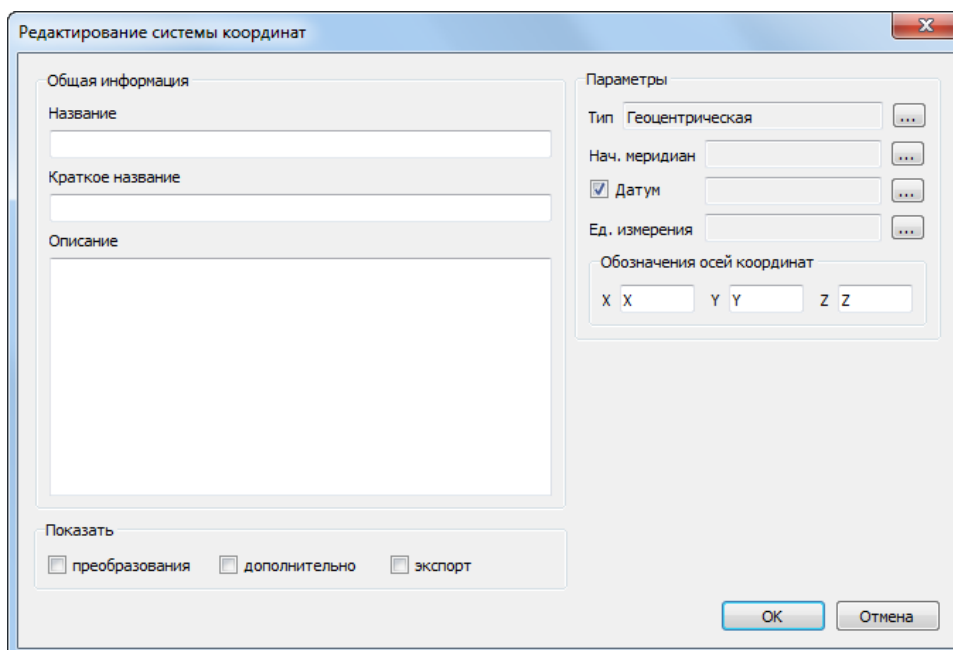 Редактирование системы координат
Общая информация
Название
Краткое название
Описание
Показать
преобразования дополнительно экспорт
Параметры
Тип Геоцентрическая ...
Нач. меридиан ...
Датум ...
Ед. измерения ...
Обозначения осей координат
X X Y Y Z Z
OK Отмена